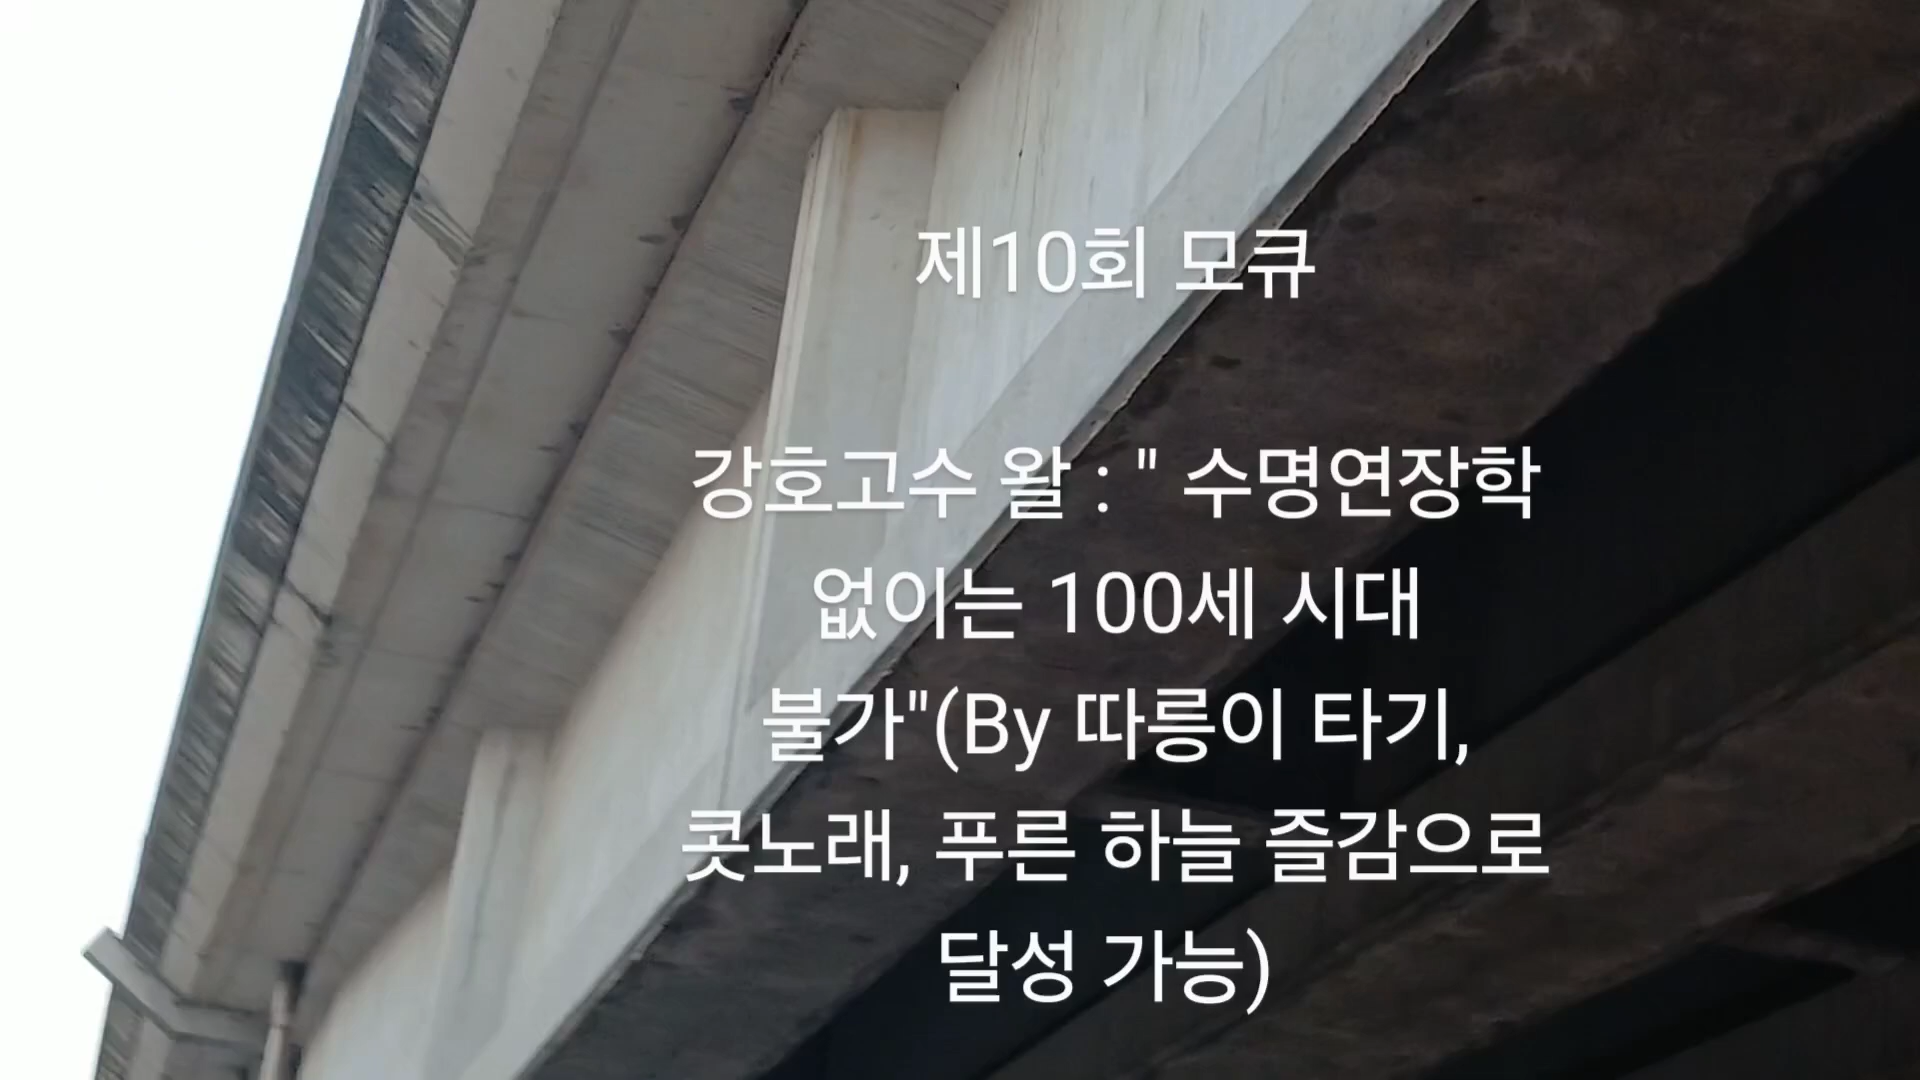 제10회 모큐
강호고수 왈 : " 수명연장학
없이는 100세 시대
불가"(By 따릉이 타기,
콧노래, 푸른 하늘 즐감으로
달성 가능)